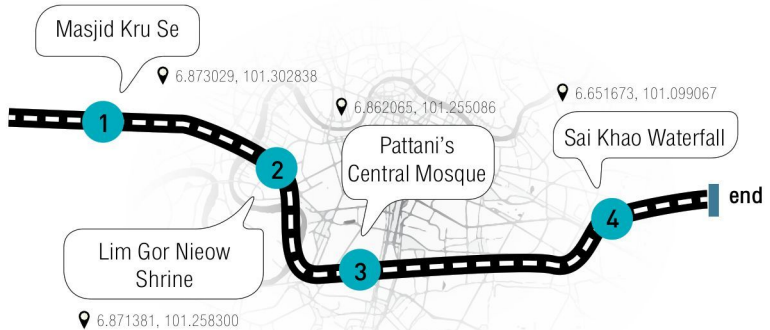 Masjid Kru Se
6.873029, 101.302838
1
2
Lim Gor Nieow
Shrine
6.871381, 101.258300
6.862065, 101.255086
Pattani's
Central Mosque
3
6.651673, 101.099067
Sai Khao Waterfall
4
end